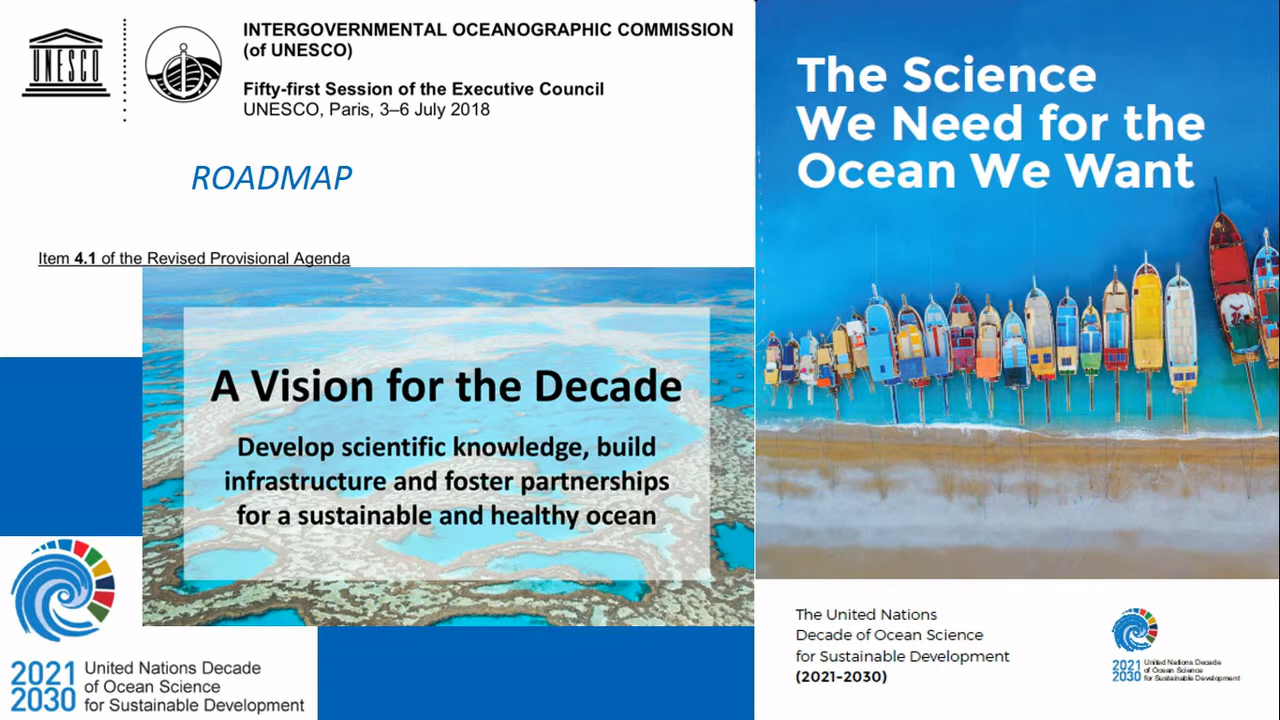 UNESCO
INTERGOVERNMENTAL OCEANOGRAPHIC COMMISSION
(of UNESCO)
Fifty-first Session of the Executive Council
UNESCO, Paris, 3–6 July 2018
ROADMAP
Item 4.1 of the Revised Provisional Agenda
A Vision for the Decade
Develop scientific knowledge, build
infrastructure and foster partnerships
for a sustainable and healthy ocean
2021
2030
United Nations Decade
of Ocean Science
for Sustainable Development
The Science
We Need for the
Ocean We Want
The United Nations
Decade of Ocean Science
for Sustainable Development
(2021-2030)
2021
2030
United Nations Decade
of Ocean Science
for Sustainable Development